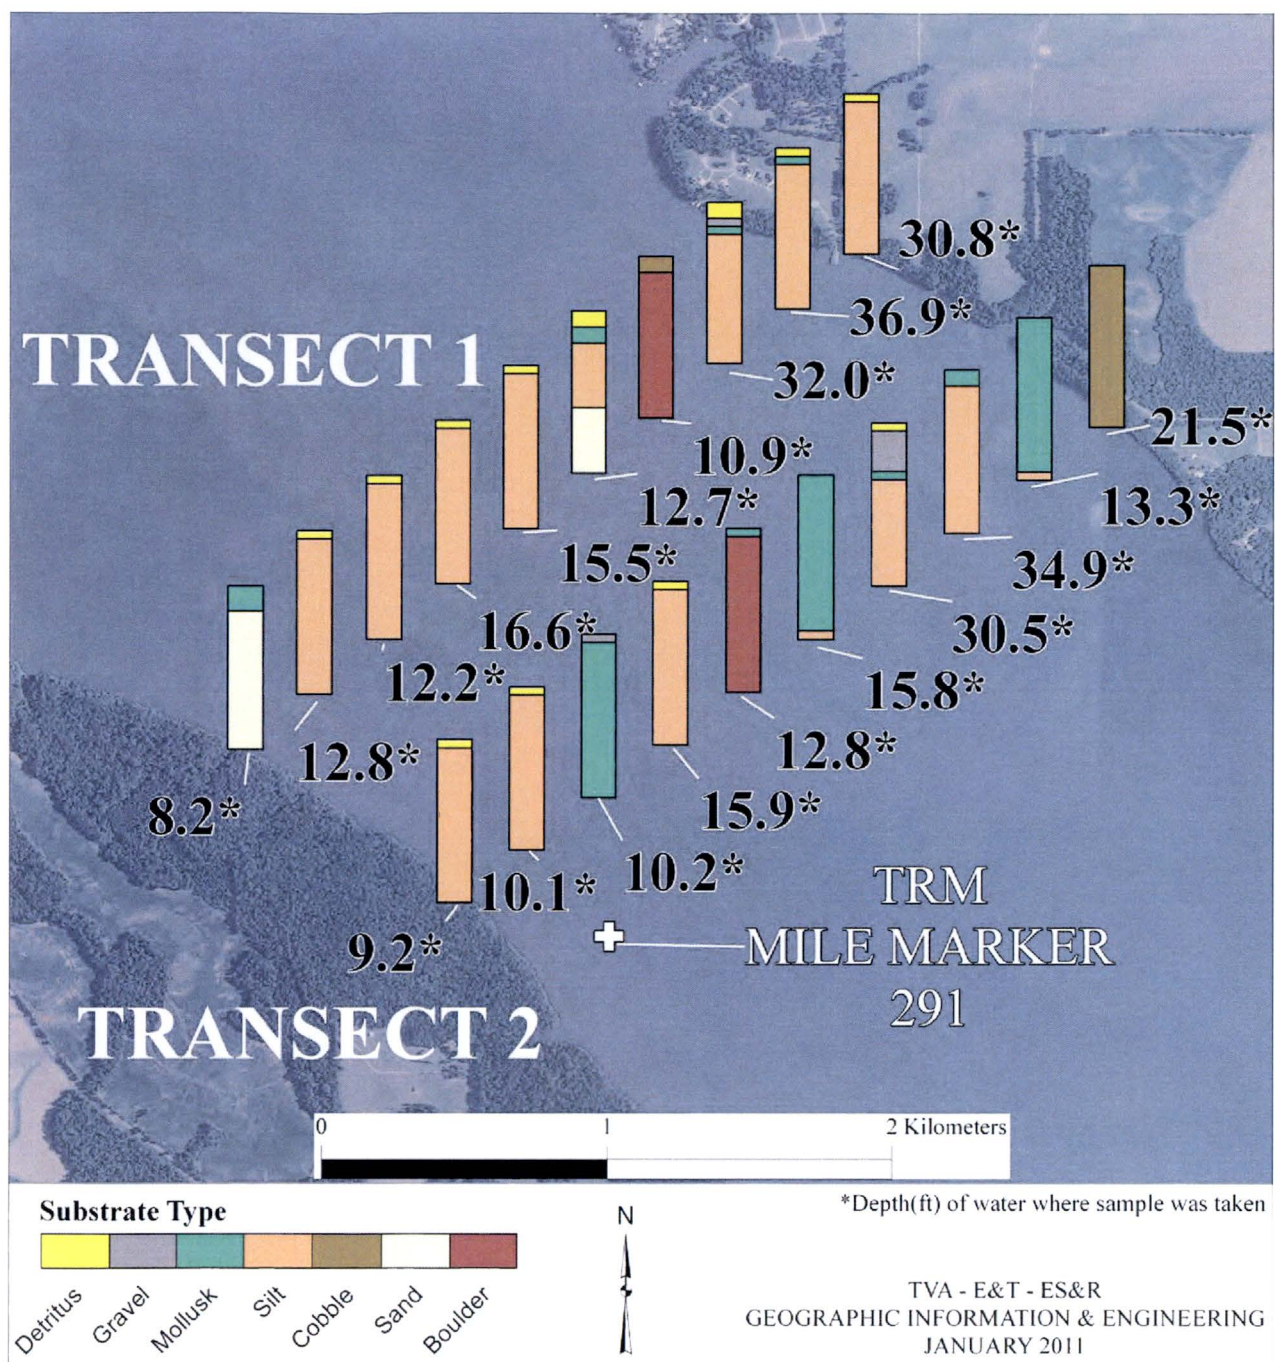 30.8*
36.9*
TRANSECT 1
32.0*
21.5*
10.9*
12.7*
13.3*
15.5*
34.9*
16.6*
30.5*
12.2*
15.8*
12.8*
12.8*
8.2*
15.9*
10.2*
10.1*
9.2*
TRM
MILE MARKER
291
TRANSECT 2
0 1 2 Kilometers
Substrate Type
Detritus
Gravel
Mollusk
Silt
Cobble
Sand
Boulder
N
*Depth(ft) of water where sample was taken
TVA - E&T - ES&R
GEOGRAPHIC INFORMATION & ENGINEERING
JANUARY 2011